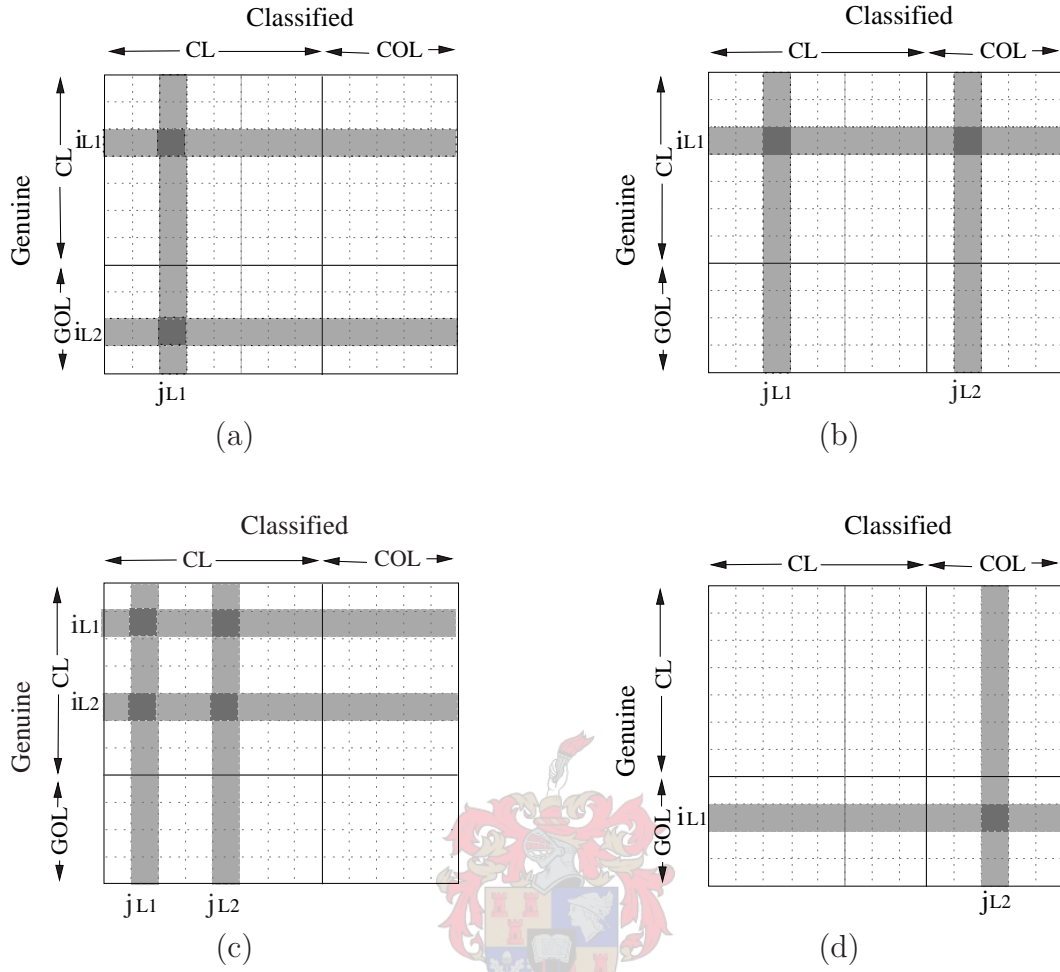 Classified
CL COL
Genuine
CL
GOL
iL1
iL2
jL1
(a)
Classified
CL COL
Genuine
CL
GOL
iL1
jL1 jL2
(b)
Classified
CL COL
Genuine
CL
GOL
iL1
iL2
jL1 jL2
(c)
Classified
CL COL
Genuine
CL
GOL
iL1
jL2
(d)